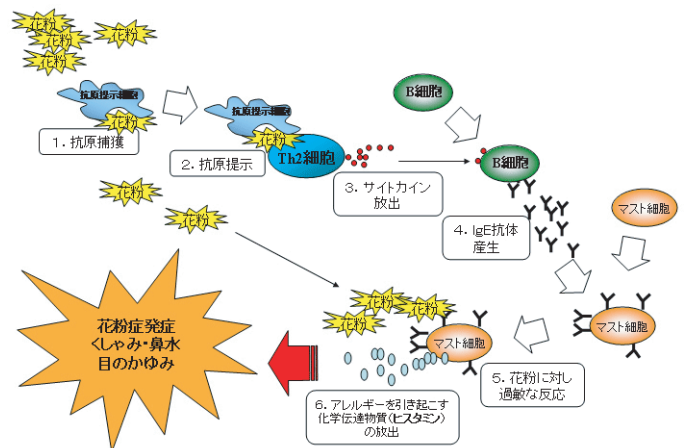 花粉
花粉
花粉
花粉
抗原提示細胞
花粉
1. 抗原捕獲
抗原提示細胞
花粉
2. 抗原提示
Th2細胞
B細胞
B細胞
3. サイトカイン
放出
4. IgE抗体
産生
マスト細胞
花粉
花粉
マスト細胞
花粉
花粉
花粉
マスト細胞
5. 花粉に対し
過敏な反応
6. アレルギーを引き起こす
化学伝達物質(ヒスタミン)
の放出
花粉症発症
くしゃみ・鼻水
目のかゆみ